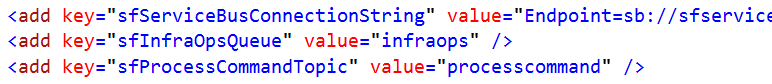 <add key="sfServiceBusConnectionString" value="Endpoint=sb://sfservice
<add key="sfInfraOpsQueue" value="infraops" />
<add key="sfProcessCommandTopic" value="processcommand" />